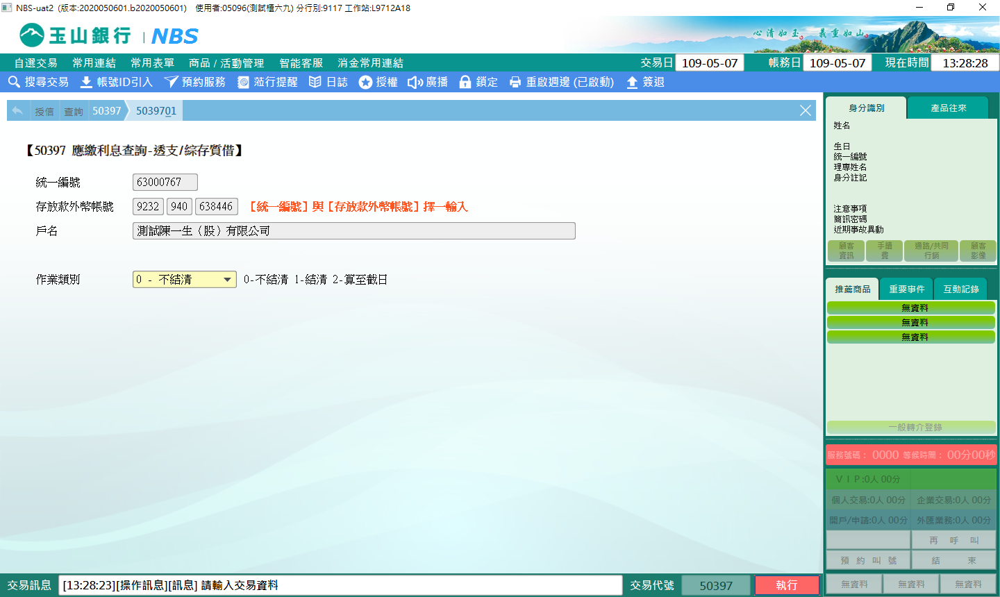 NBS-uat2 (版本:2020050601.b2020050601) 使用者:05096(測試櫃六九) 分行別:9117 工作站:L9712A18
玉山銀行 NBS
心清如玉。義重如山。
自選交易 常用連結 常用表單 商品 / 活動管理 智能客服 消金常用連結 交易日 109-05-07 帳務日 109-05-07 現在時間 13:28:28
搜尋交易 帳號ID引入 預約服務 蒞行提醒 日誌 授權 廣播 鎖定 重啟週邊 (已啟動) 簽退
授信 查詢 50397 5039701
【50397 應繳利息查詢-透支/綜存質借】
統一編號 63000767
存放款外幣帳號 9232 940 638446 【統一編號】與【存放款外幣帳號】擇一輸入
戶名 測試陳一生（股）有限公司
作業類別 0 - 不結清 0-不結清 1-結清 2-算至截日
身分識別 產品往來
姓名
生日
統一編號
理專姓名
身分註記
注意事項
簡訊密碼
近期事故異動
顧客資訊 手續費 通路/共同行銷 顧客影像
推薦商品 重要事件 互動記錄
無資料
無資料
無資料
一般轉介登錄
服務號碼： 0000 等候時間： 00分00秒
ＶＩＰ:0人 00分
個人交易:0人 00分 企業交易:0人 00分
開戶/申請:0人 00分 外匯業務:0人 00分
再 呼 叫
預 約 叫 號 結 束
無資料 無資料 無資料
交易訊息 [13:28:23][操作訊息][訊息] 請輸入交易資料 交易代號 50397 執行